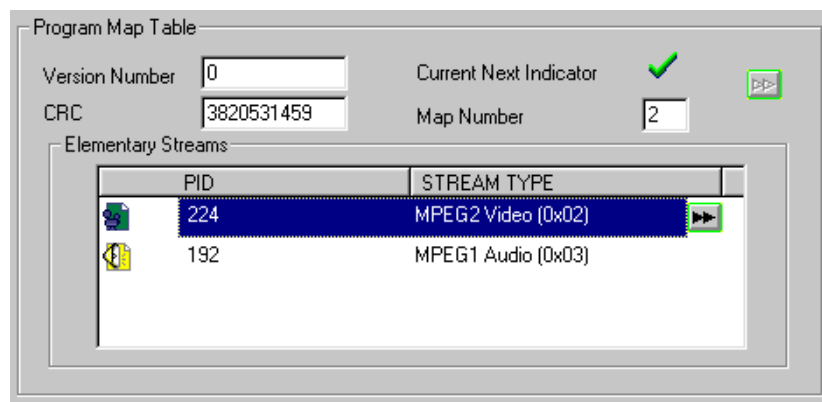 Program Map Table
Version Number 0 Current Next Indicator
CRC 3820531459 Map Number 2
Elementary Streams
PID STREAM TYPE
224 MPEG2 Video (0x02)
192 MPEG1 Audio (0x03)